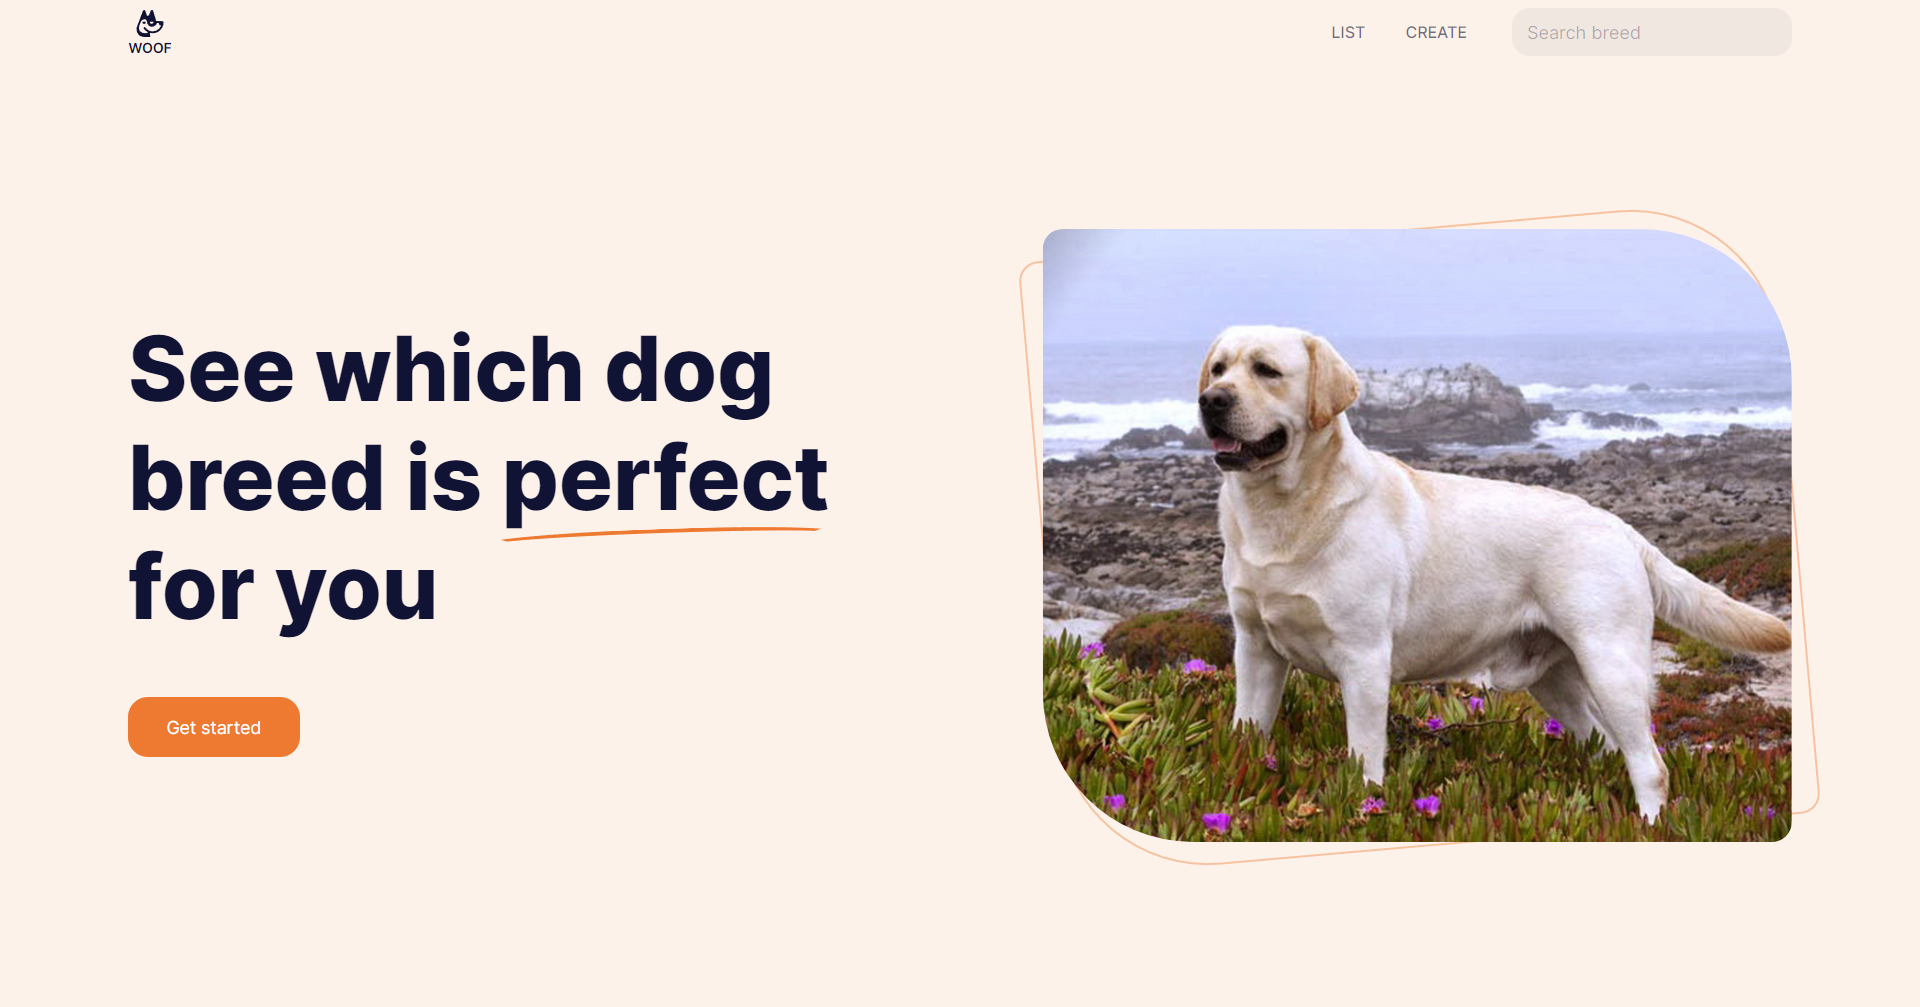 WOOF
LIST
CREATE
Search breed
See which dog
breed is perfect
for you
Get started